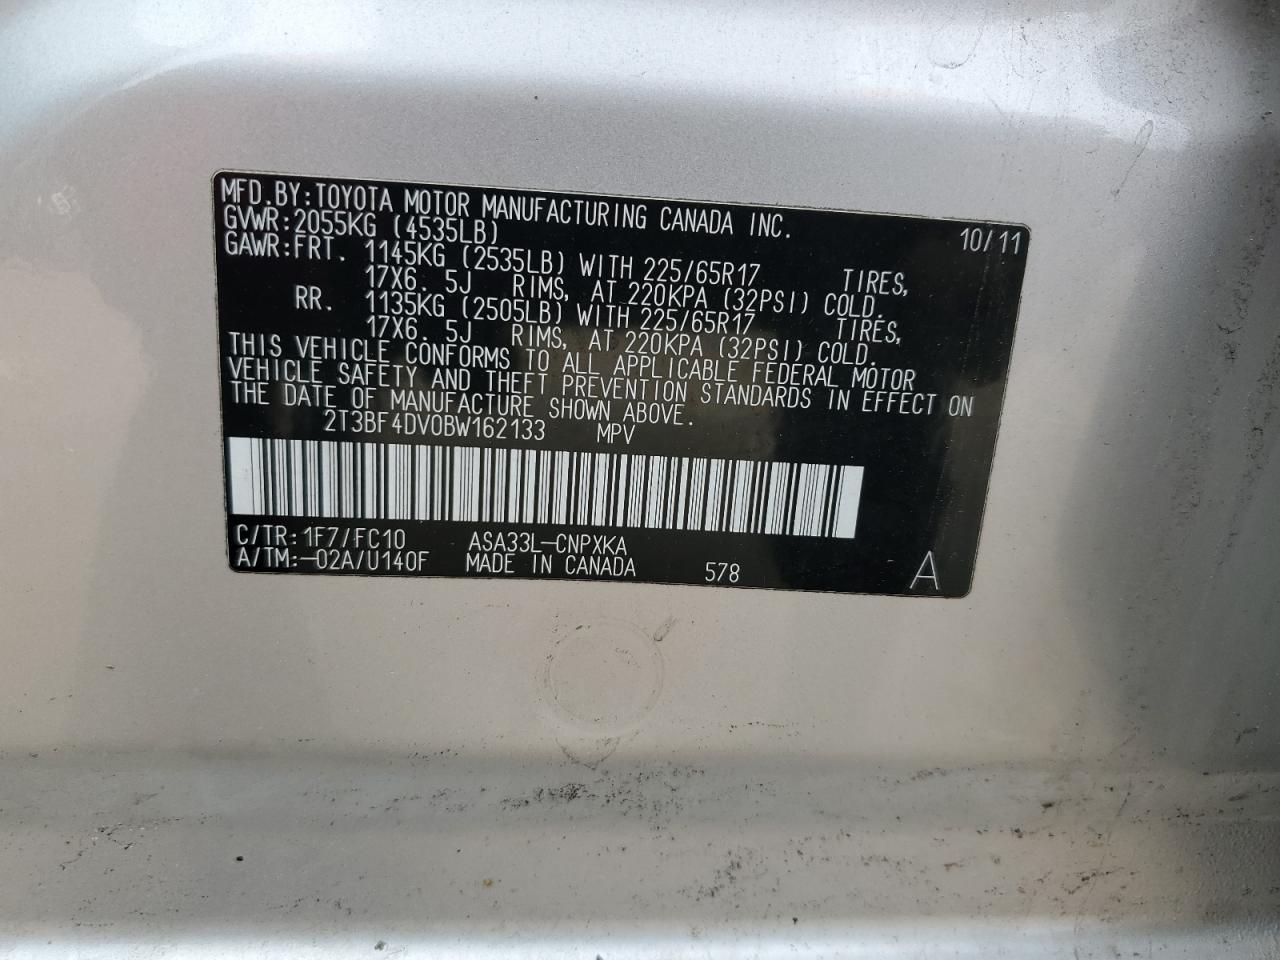 MFD.BY:TOYOTA MOTOR MANUFACTURING CANADA INC.
GVWR:2055KG (4535LB) 10/11
GAWR:FRT. 1145KG (2535LB) WITH 225/65R17 TIRES,
17X6.5J RIMS, AT 220KPA (32PSI) COLD.
RR. 1135KG (2505LB) WITH 225/65R17 TIRES,
17X6.5J RIMS, AT 220KPA (32PSI) COLD.
THIS VEHICLE CONFORMS TO ALL APPLICABLE FEDERAL MOTOR
VEHICLE SAFETY AND THEFT PREVENTION STANDARDS IN EFFECT ON
THE DATE OF MANUFACTURE SHOWN ABOVE.
2T3BF4DV0BW162133 MPV
C/TR:1F7/FC10 ASA33L-CNPXKA
A/TM:-02A/U140F MADE IN CANADA 578 A